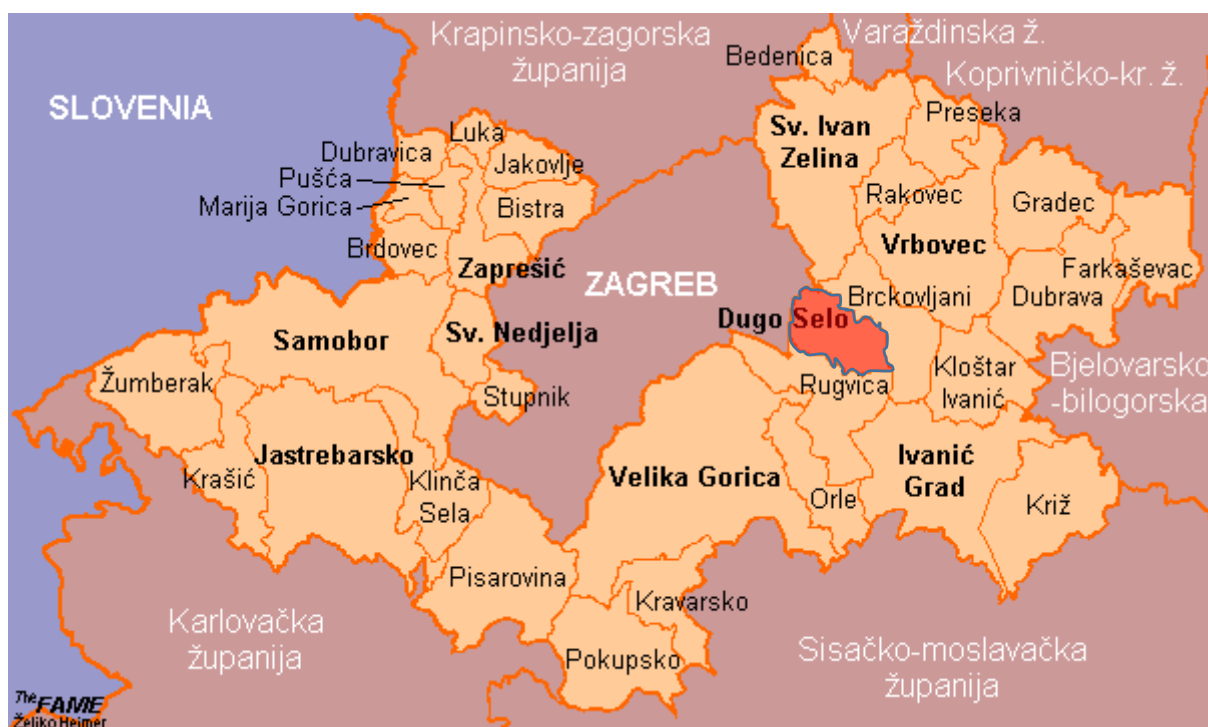 Krapinsko-zagorska
županija
Varaždinska ž.
Bedenica
Koprivničko-kr. ž.
SLOVENIA
Preseka
Sv. Ivan
Zelina
Luka
Dubravica
Jakovlje
Pušća
Rakovec
Marija Gorica
Bistra
Gradec
Brdovec
Vrbovec
Zaprešić
Farkaševac
ZAGREB
Brckovljani
Dubrava
Dugo Selo
Samobor
Sv. Nedjelja
Žumberak
Rugvica
Kloštar
Ivanić
Bjelovarsko
-bilogorska
Stupnik
Jastrebarsko
Krašić
Klinča
Sela
Velika Gorica
Ivanić
Grad
Orle
Križ
Pisarovina
Kravarsko
Karlovačka
županija
Pokupsko
Sisačko-moslavačka
županija
The FAME
Željko Heimer